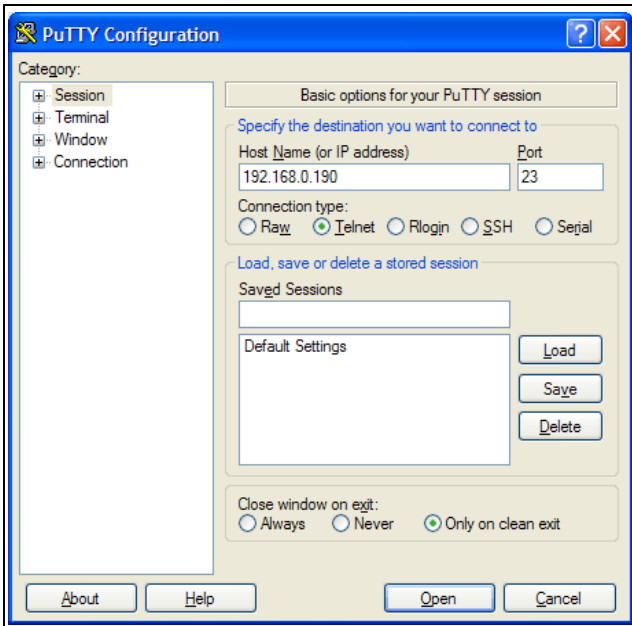 PuTTY Configuration
Category:
Session
Terminal
Window
Connection
Basic options for your PuTTY session
Specify the destination you want to connect to
Host Name (or IP address) Port
192.168.0.190 23
Connection type:
Raw Telnet Rlogin SSH Serial
Load, save or delete a stored session
Saved Sessions
Default Settings
Load
Save
Delete
Close window on exit:
Always Never Only on clean exit
About Help Open Cancel